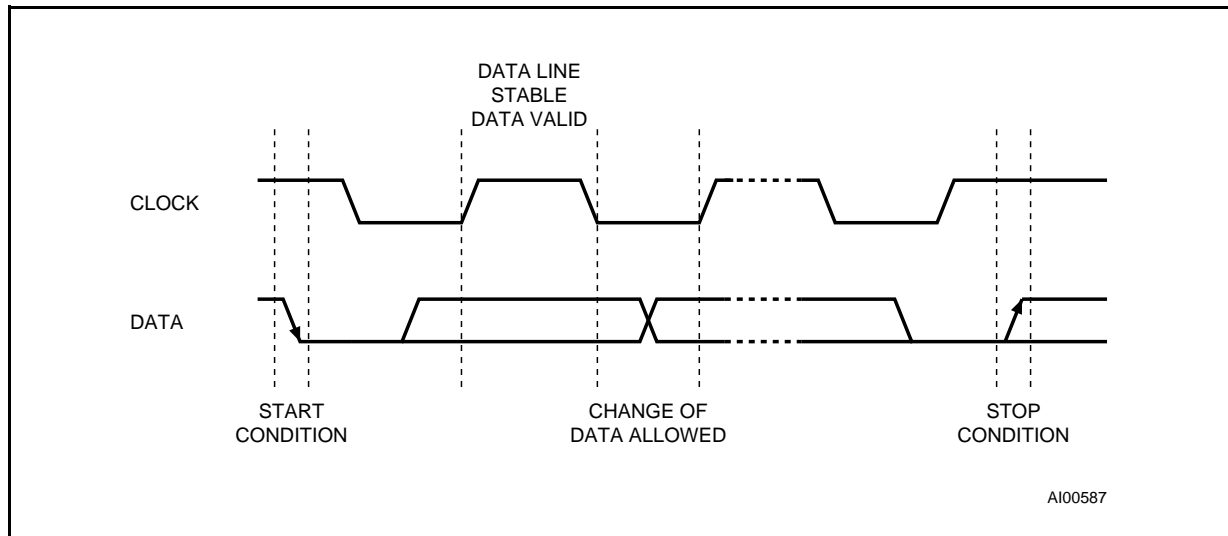 DATA LINE
STABLE
DATA VALID
CLOCK
DATA
START
CONDITION
CHANGE OF
DATA ALLOWED
STOP
CONDITION
AI00587